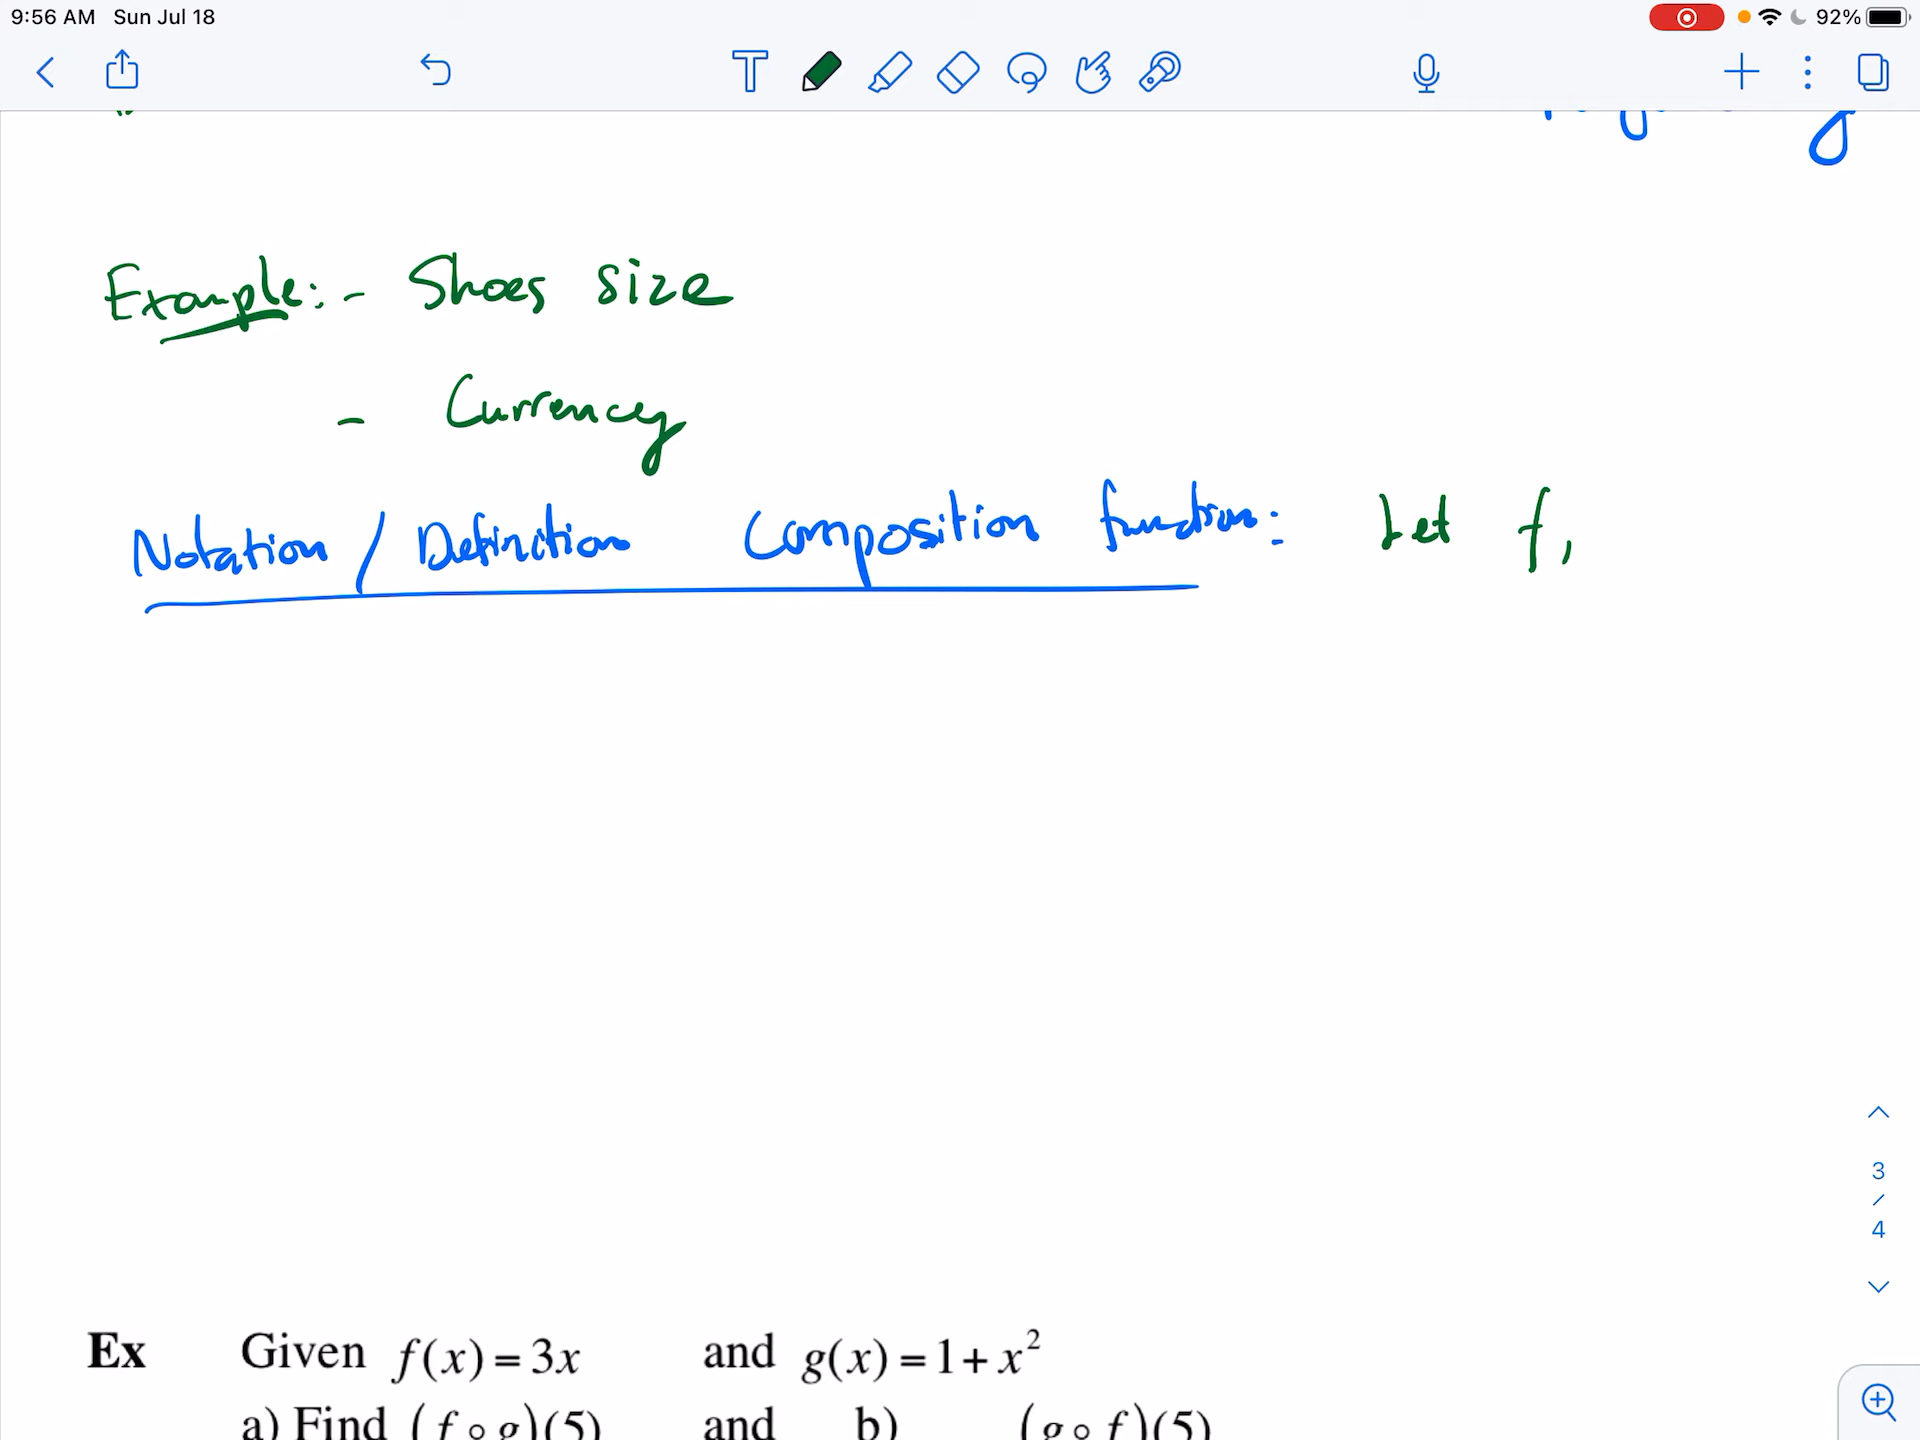 9:56 AM Sun Jul 18 92%
T
Example: - Shoes size
- Currency
Notation / Definition Composition function: Let f,
3
/
4
Ex Given f(x) = 3x and g(x) = 1 + x²
a) Find (f ∘ g)(5) and b) (g ∘ f)(5)